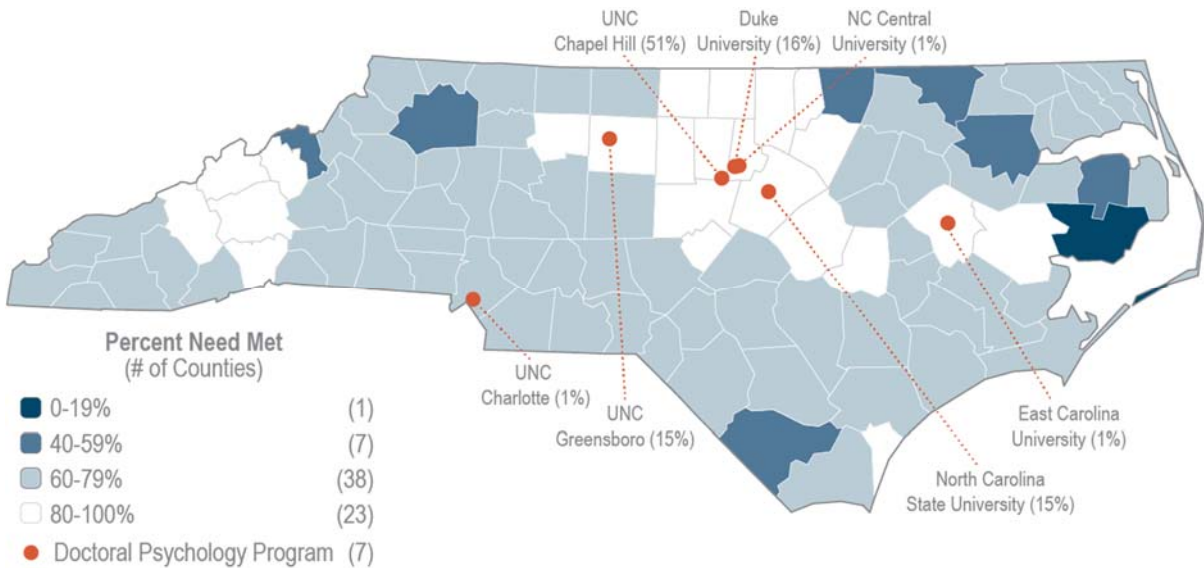 UNC
Chapel Hill (51%)
Duke
University (16%)
NC Central
University (1%)
Percent Need Met
(# of Counties)
0-19% (1)
40-59% (7)
60-79% (38)
80-100% (23)
Doctoral Psychology Program (7)
UNC
Charlotte (1%)
UNC
Greensboro (15%)
East Carolina
University (1%)
North Carolina
State University (15%)